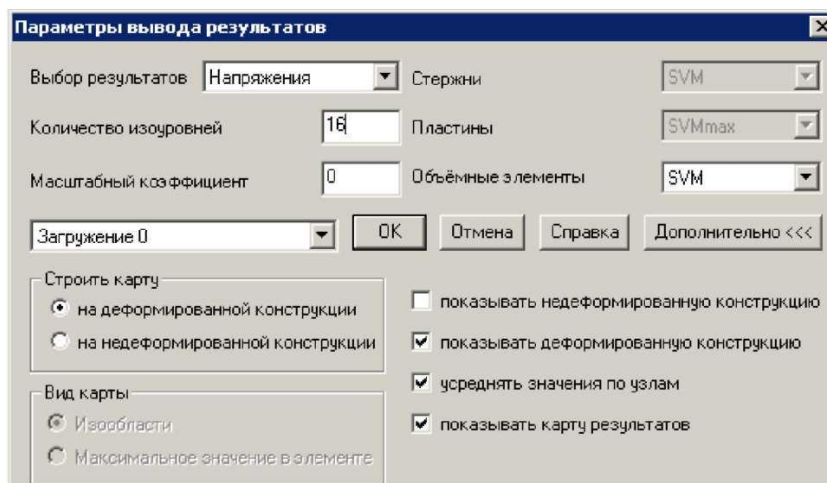 Параметры вывода результатов
Выбор результатов Напряжения Стержни SVM
Количество изоуровней 16 Пластины SVMmax
Масштабный коэффициент 0 Объёмные элементы SVM
Загружение 0 OK Отмена Справка Дополнительно <<<
Строить карту
на деформированной конструкции
на недеформированной конструкции
показывать недеформированную конструкцию
показывать деформированную конструкцию
усреднять значения по узлам
показывать карту результатов
Вид карты
Изообласти
Максимальное значение в элементе